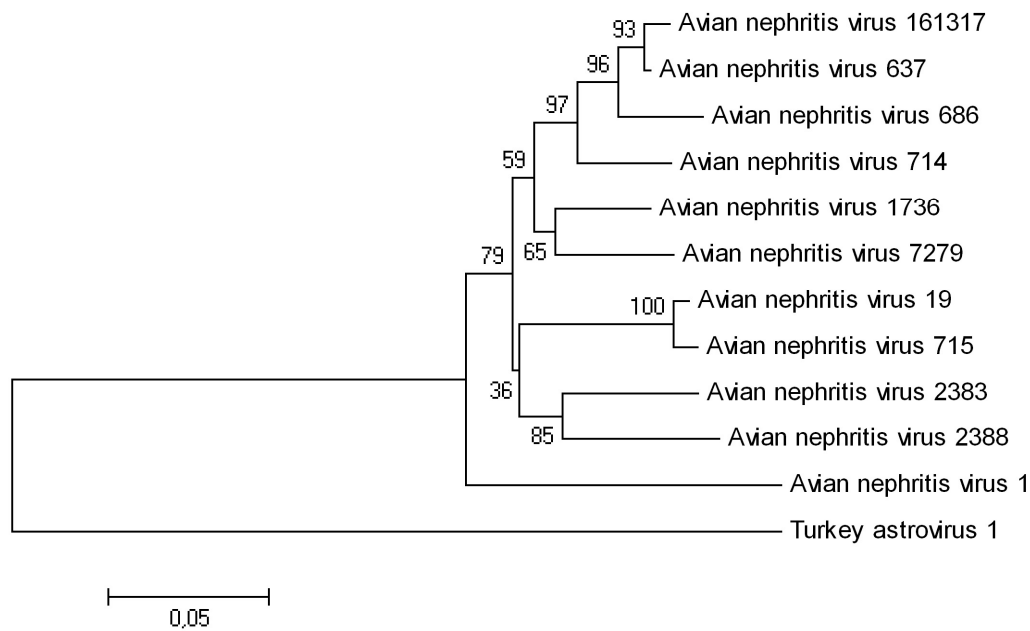 93
Avian nephritis virus 161317
96
Avian nephritis virus 637
97
Avian nephritis virus 686
59
Avian nephritis virus 714
Avian nephritis virus 1736
79
65
Avian nephritis virus 7279
100
Avian nephritis virus 19
Avian nephritis virus 715
36
Avian nephritis virus 2383
85
Avian nephritis virus 2388
Avian nephritis virus 1
Turkey astrovirus 1
0,05